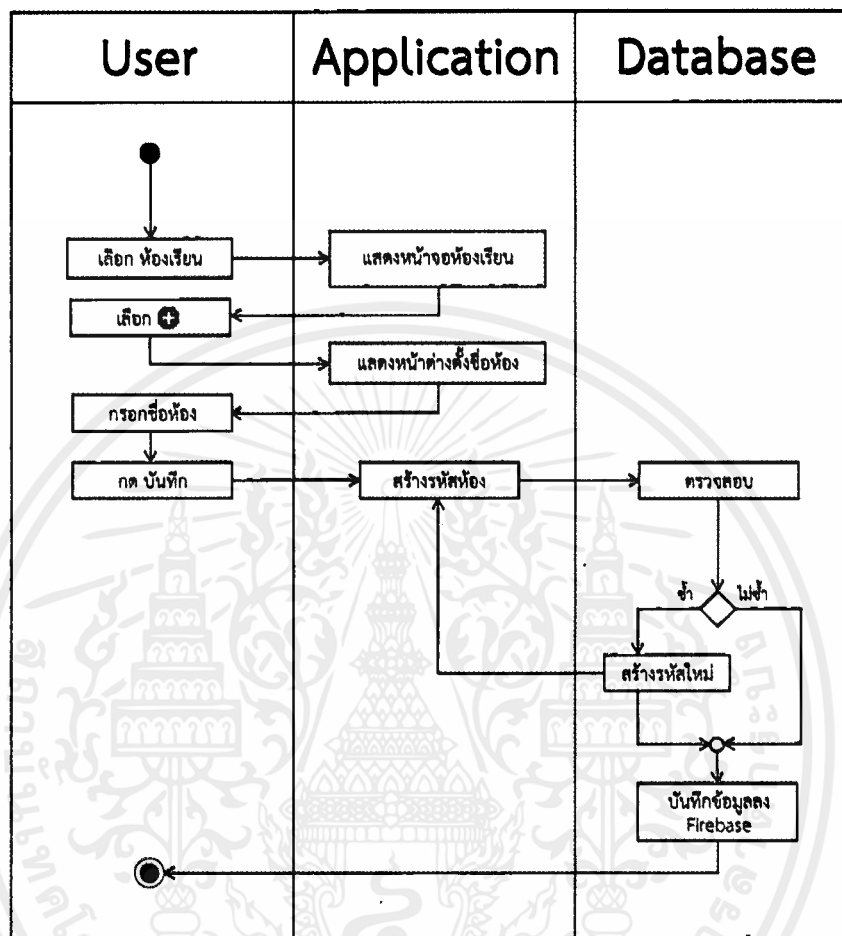 User
Application
Database
เลือก ห้องเรียน
แสดงหน้าจอห้องเรียน
เลือก
แสดงหน้าต่างตั้งชื่อห้อง
กรอกชื่อห้อง
กด บันทึก
สร้างรหัสห้อง
ตรวจสอบ
ซ้ำ
ไม่ซ้ำ
สร้างรหัสใหม่
บันทึกข้อมูลลง
Firebase